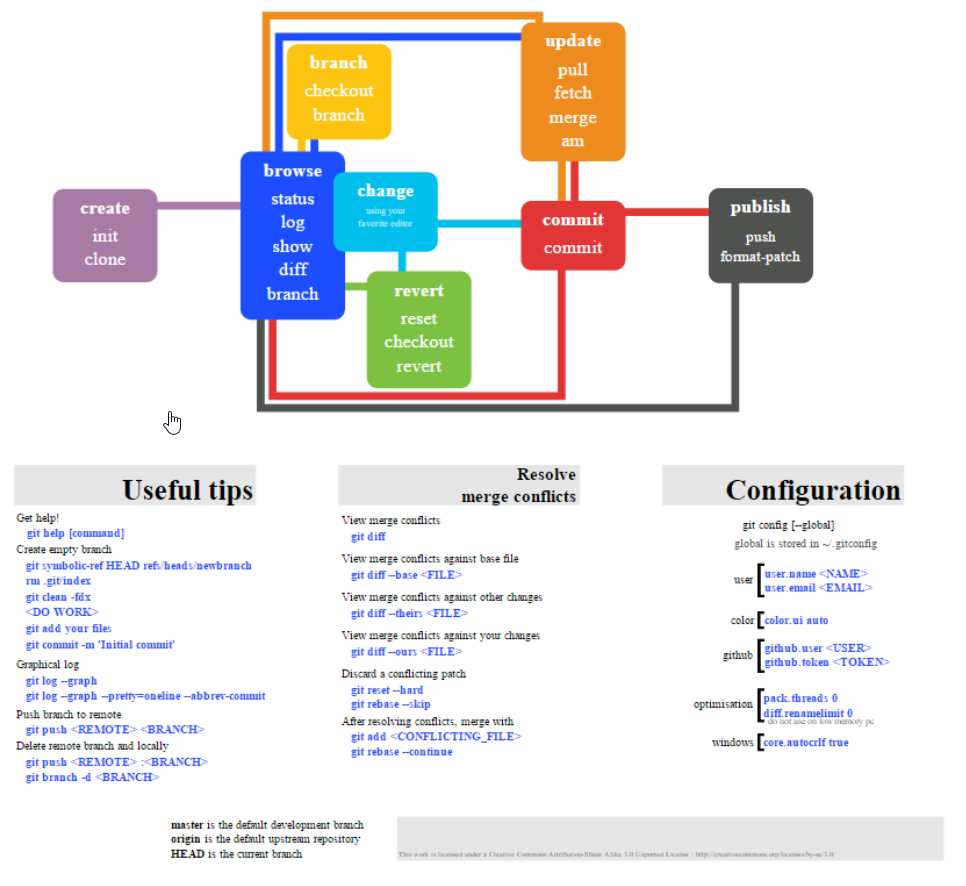 branch
checkout
branch
update
pull
fetch
merge
am
browse
status
log
show
diff
branch
change
using your
favorite editor
create
init
clone
commit
commit
publish
push
format-patch
revert
reset
checkout
revert
Useful tips
Get help!
git help [command]
Create empty branch
git symbolic-ref HEAD refs/heads/newbranch
rm .git/index
git clean -fdx
<DO WORK>
git add your files
git commit -m 'Initial commit'
Graphical log
git log --graph
git log --graph --pretty=oneline --abbrev-commit
Push branch to remote
git push <REMOTE> <BRANCH>
Delete remote branch and locally
git push <REMOTE> :<BRANCH>
git branch -d <BRANCH>
Resolve
merge conflicts
View merge conflicts
git diff
View merge conflicts against base file
git diff --base <FILE>
View merge conflicts against other changes
git diff --theirs <FILE>
View merge conflicts against your changes
git diff --ours <FILE>
Discard a conflicting patch
git reset --hard
git rebase --skip
After resolving conflicts, merge with
git add <CONFLICTING_FILE>
git rebase --continue
Configuration
git config [--global]
global is stored in ~/.gitconfig
user
user.name <NAME>
user.email <EMAIL>
color color.ui auto
github
github.user <USER>
github.token <TOKEN>
optimisation
pack.threads 0
diff.renamelimit 0
do not use on low memory pc
windows core.autocrlf true
master is the default development branch
origin is the default upstream repository
HEAD is the current branch
This work is licensed under a Creative Commons Attribution-Share Alike 3.0 Unported License : http://creativecommons.org/licenses/by-sa/3.0/